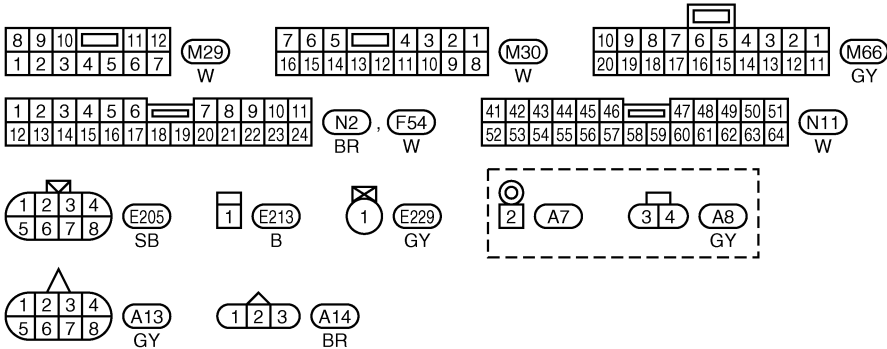 8 9 10 11 12
1 2 3 4 5 6 7
M29
W
7 6 5 4 3 2 1
16 15 14 13 12 11 10 9 8
M30
W
10 9 8 7 6 5 4 3 2 1
20 19 18 17 16 15 14 13 12 11
M66
GY
1 2 3 4 5 6 7 8 9 10 11
12 13 14 15 16 17 18 19 20 21 22 23 24
N2 , F54
BR W
41 42 43 44 45 46 47 48 49 50 51
52 53 54 55 56 57 58 59 60 61 62 63 64
N11
W
1 2 3 4
5 6 7 8
E205
SB
1
E213
B
1
E229
GY
2
A7
3 4
A8
GY
1 2 3 4
5 6 7 8
A13
GY
1 2 3
A14
BR